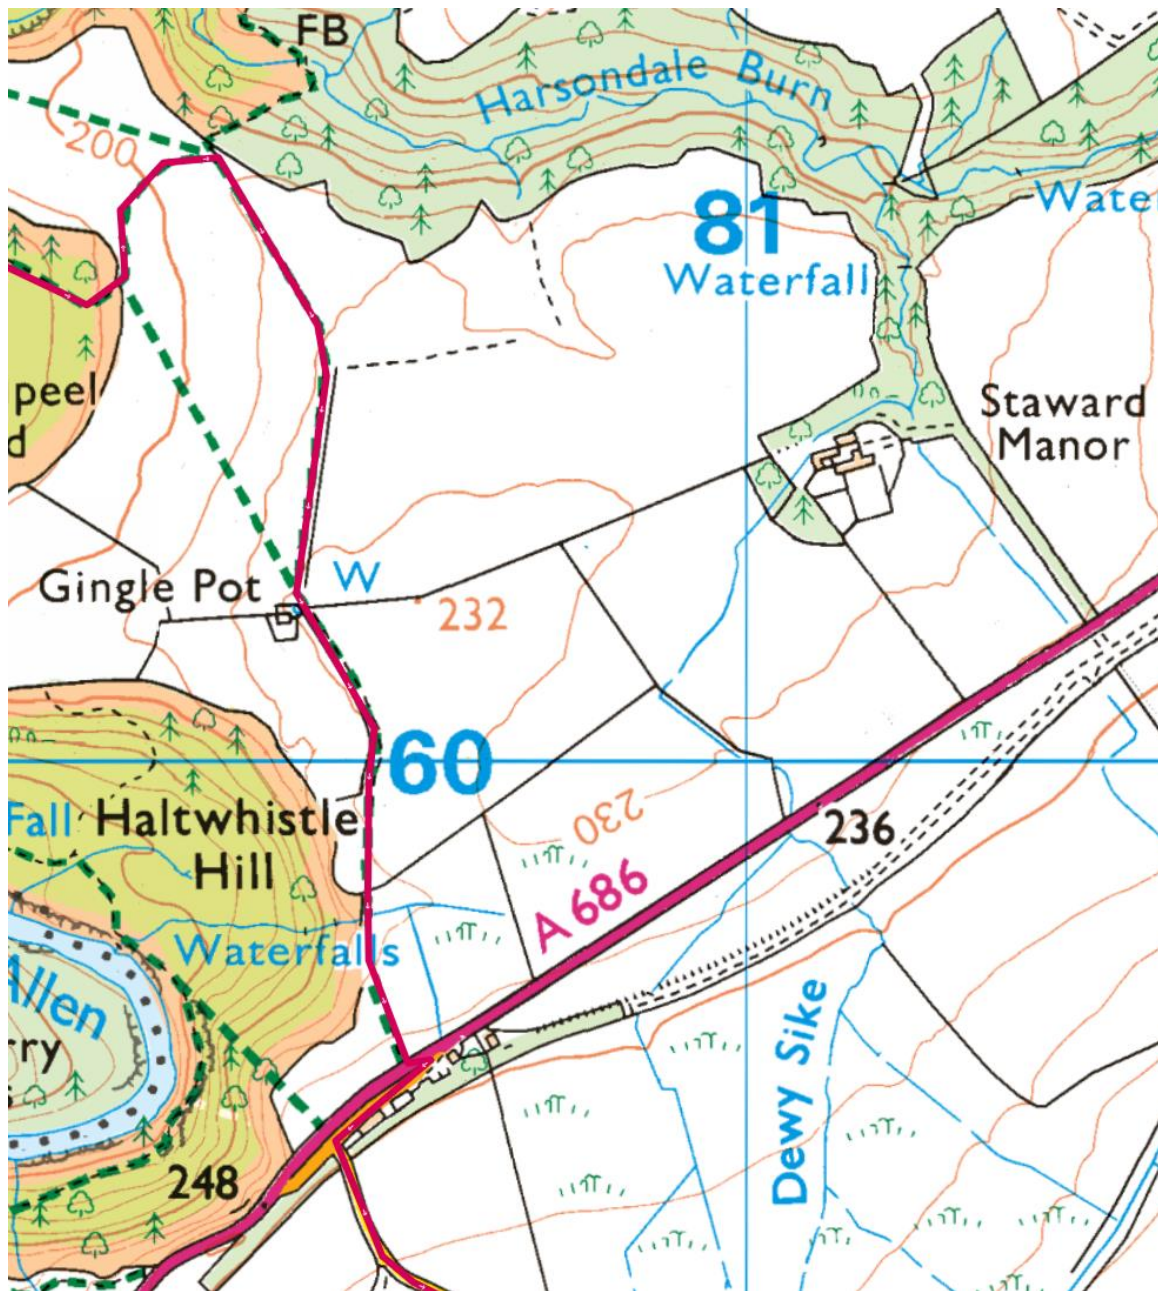 FB
Harsondale Burn
200
81
Water
Waterfall
peel
d
Staward
Manor
Gingle Pot
W
232
60
Fall
Haltwhistle
Hill
230
236
A 686
Waterfalls
Allen
rry
Dewy Sike
248